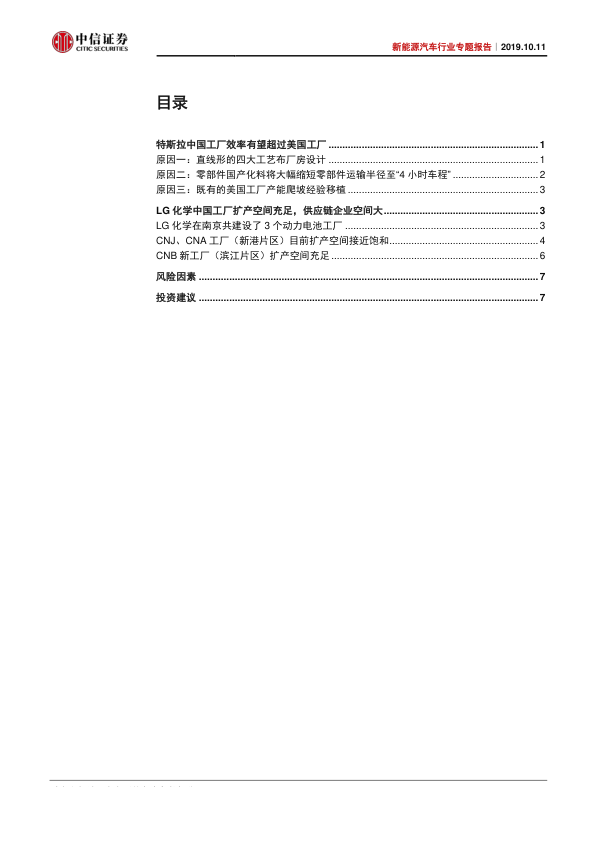 中信证券
CITIC SECURITIES
新能源汽车行业专题报告｜2019.10.11
目录
特斯拉中国工厂效率有望超过美国工厂 ............................................................................ 1
原因一：直线形的四大工艺布厂房设计 ............................................................................ 1
原因二：零部件国产化料将大幅缩短零部件运输半径至“4 小时车程” ............................... 2
原因三：既有的美国工厂产能爬坡经验移植 ...................................................................... 3
LG 化学中国工厂扩产空间充足，供应链企业空间大........................................................ 3
LG 化学在南京共建设了 3 个动力电池工厂 ...................................................................... 3
CNJ、CNA 工厂（新港片区）目前扩产空间接近饱和...................................................... 4
CNB 新工厂（滨江片区）扩产空间充足 ........................................................................... 6
风险因素 ........................................................................................................................... 7
投资建议 ........................................................................................................................... 7